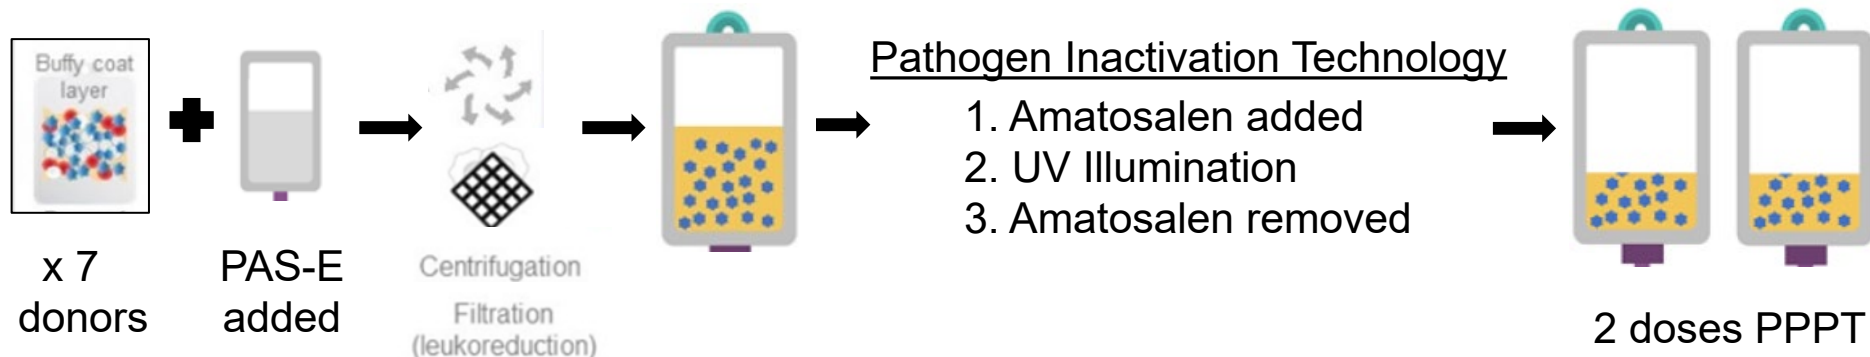 Buffy coat
layer
x 7
donors
PAS-E
added
Centrifugation
Filtration
(leukoreduction)
Pathogen Inactivation Technology
1. Amatosalen added
2. UV Illumination
3. Amatosalen removed
2 doses PPPT